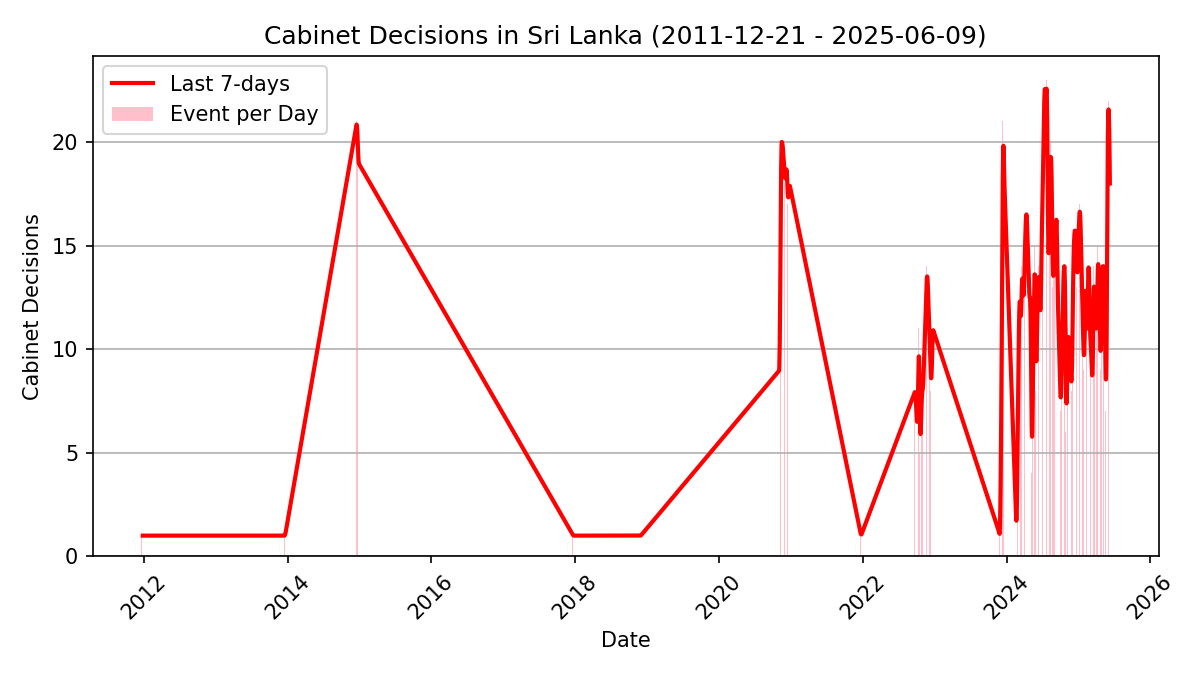 Cabinet Decisions in Sri Lanka (2011-12-21 - 2025-06-09)
Last 7-days
Event per Day
Cabinet Decisions
20
15
10
5
0
2012
2014
2016
2018
2020
2022
2024
2026
Date